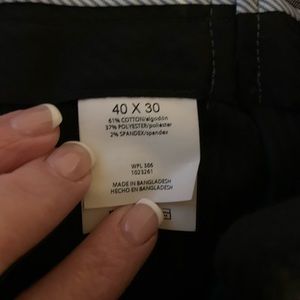 40 X 30
61% COTTON/algodón
37% POLYESTER/poliéster
2% SPANDEX/spandex
WPL 386
1023261
MADE IN BANGLADESH
HECHO EN BANGLADESH